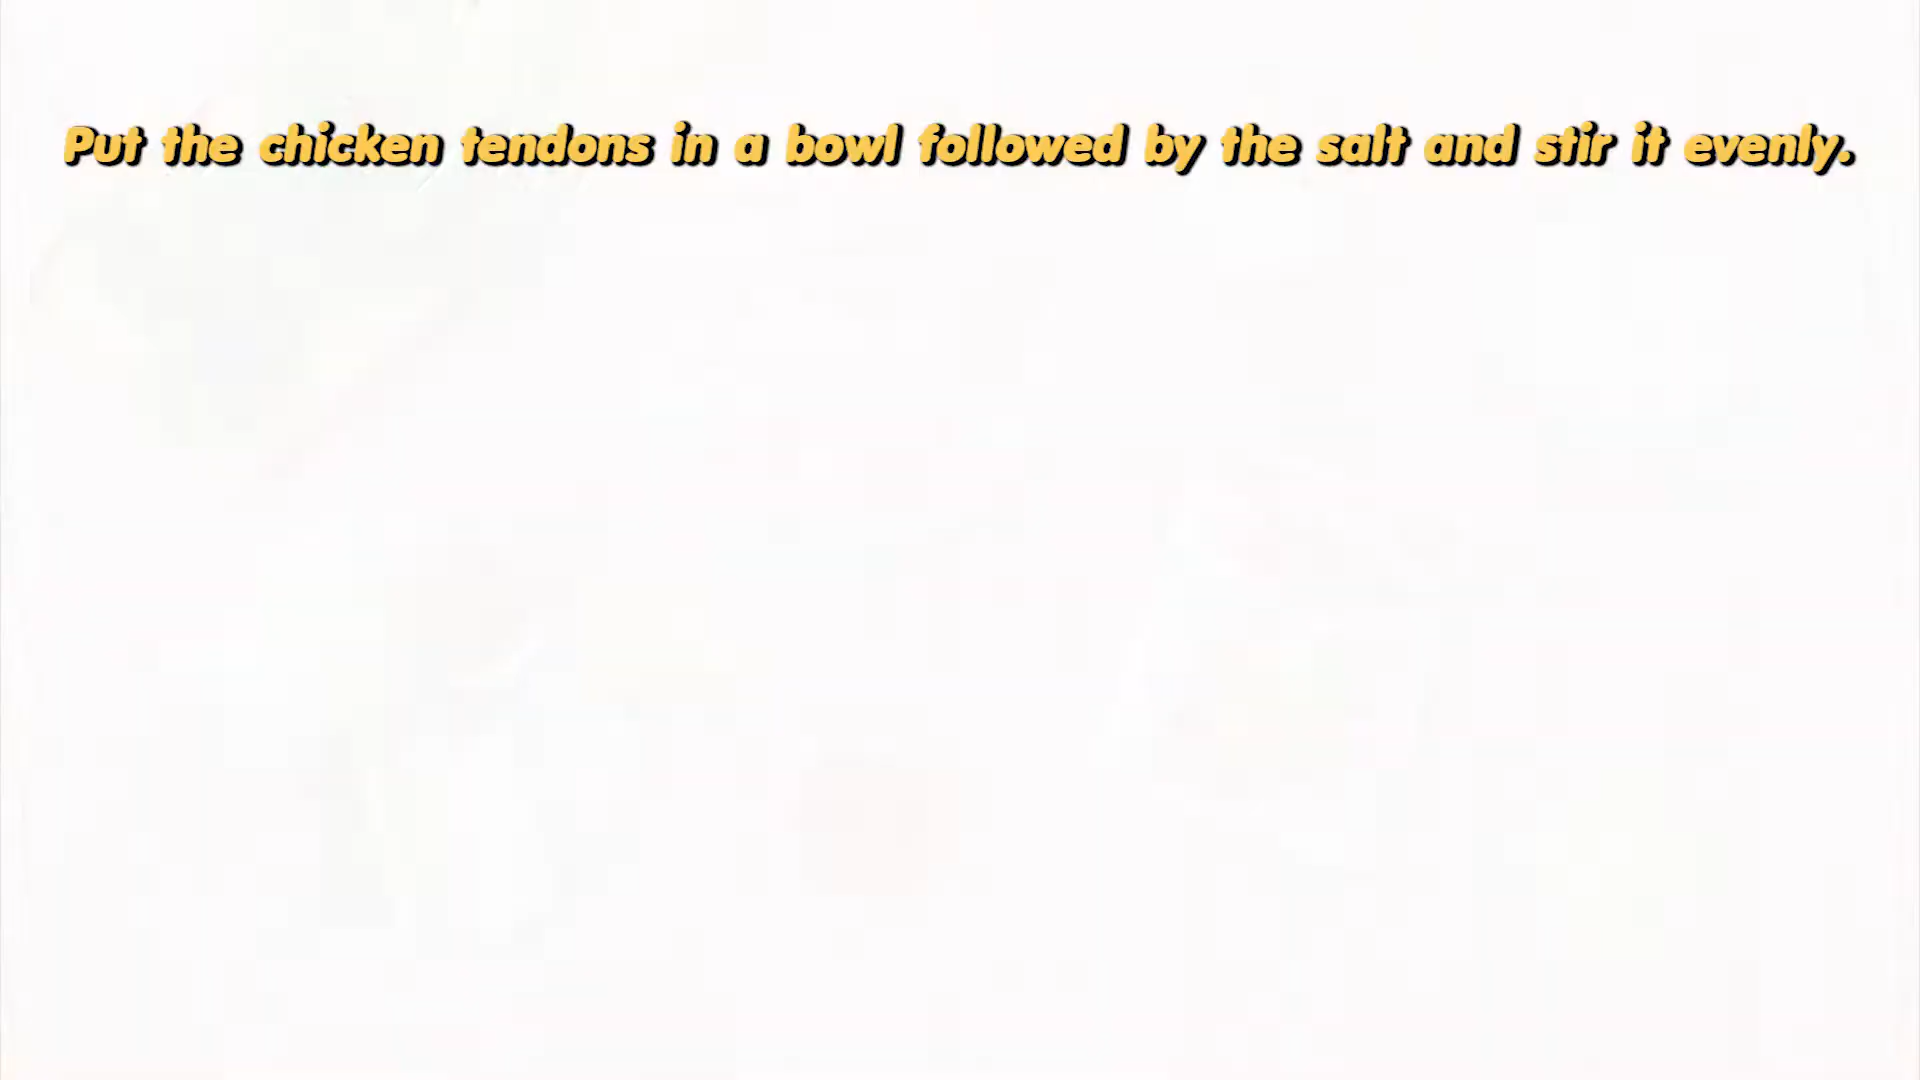 Put the chicken tendons in a bowl followed by the salt and stir it evenly.